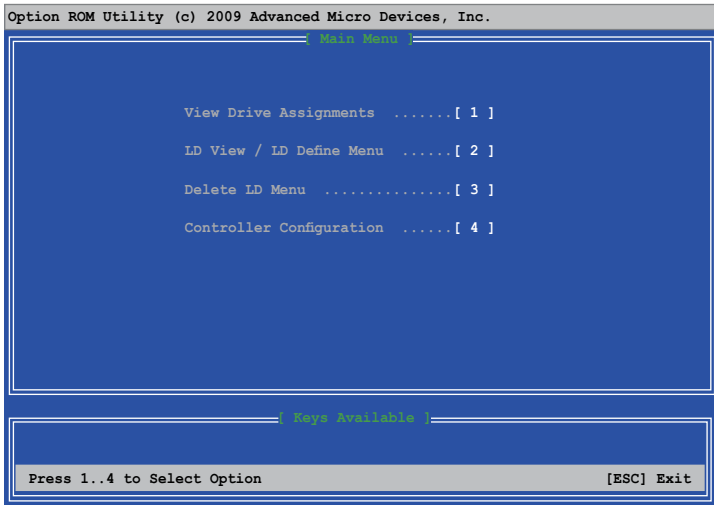 Option ROM Utility (c) 2009 Advanced Micro Devices, Inc.
[ Main Menu ]
View Drive Assignments .......[ 1 ]
LD View / LD Define Menu ......[ 2 ]
Delete LD Menu ...............[ 3 ]
Controller Configuration ......[ 4 ]
[ Keys Available ]
Press 1..4 to Select Option [ESC] Exit